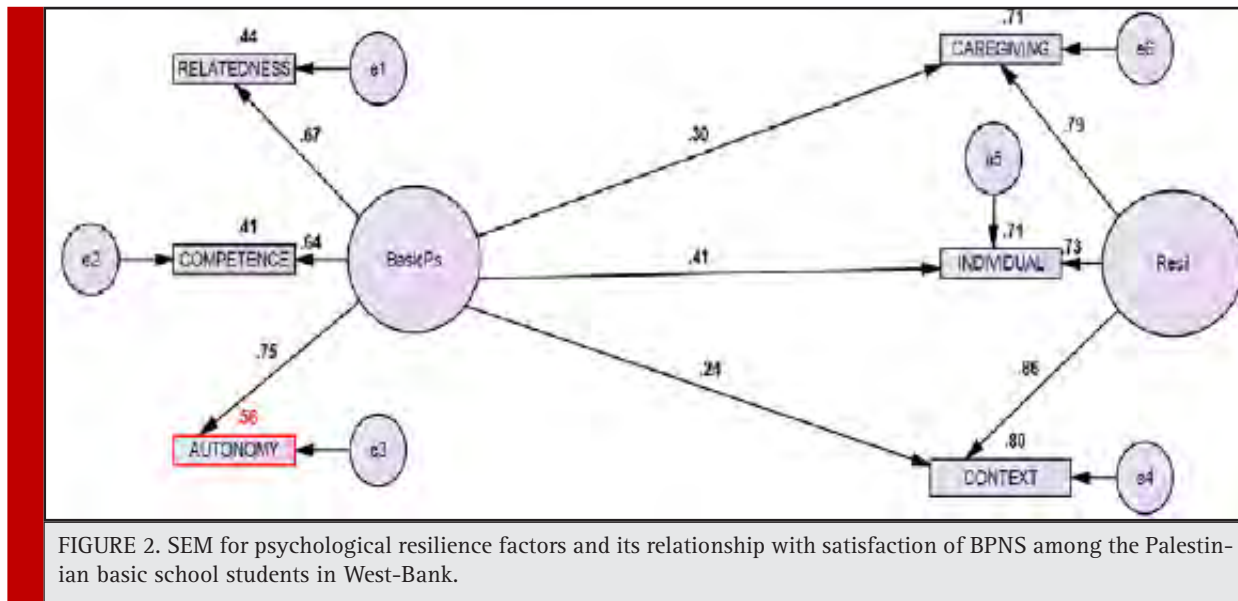 .44
.71
RELATEDNESS
e1
CAREGIVING
e6
.67
.30
.79
e5
.41
.71
e2
COMPETENCE
.64
BasicPs
.41
INDIVIDUAL
.73
Resil
.75
.24
.86
.56
.80
AUTONOMY
e3
CONTEXT
e4
FIGURE 2. SEM for psychological resilience factors and its relationship with satisfaction of BPNS among the Palestin-
ian basic school students in West-Bank.